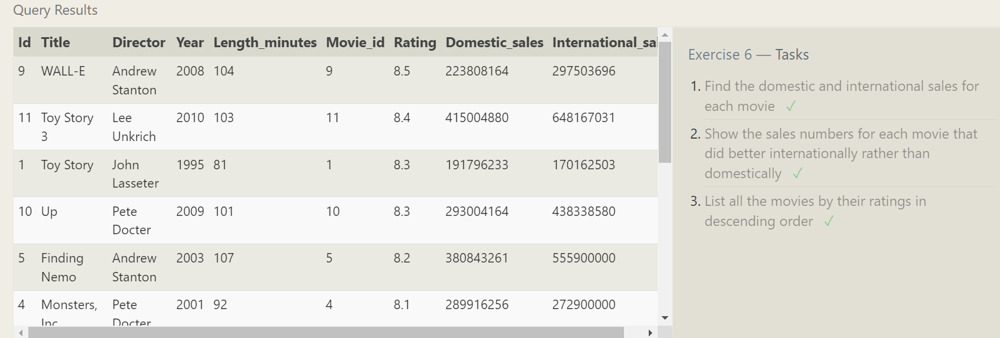 Query Results
Id Title Director Year Length_minutes Movie_id Rating Domestic_sales International_sal
9 WALL-E Andrew Stanton 2008 104 9 8.5 223808164 297503696
11 Toy Story 3 Lee Unkrich 2010 103 11 8.4 415004880 648167031
1 Toy Story John Lasseter 1995 81 1 8.3 191796233 170162503
10 Up Pete Docter 2009 101 10 8.3 293004164 438338580
5 Finding Nemo Andrew Stanton 2003 107 5 8.2 380843261 555900000
4 Monsters, Inc Pete Docter 2001 92 4 8.1 289916256 272900000
Exercise 6 — Tasks
1. Find the domestic and international sales for
each movie ✓
2. Show the sales numbers for each movie that
did better internationally rather than
domestically ✓
3. List all the movies by their ratings in
descending order ✓